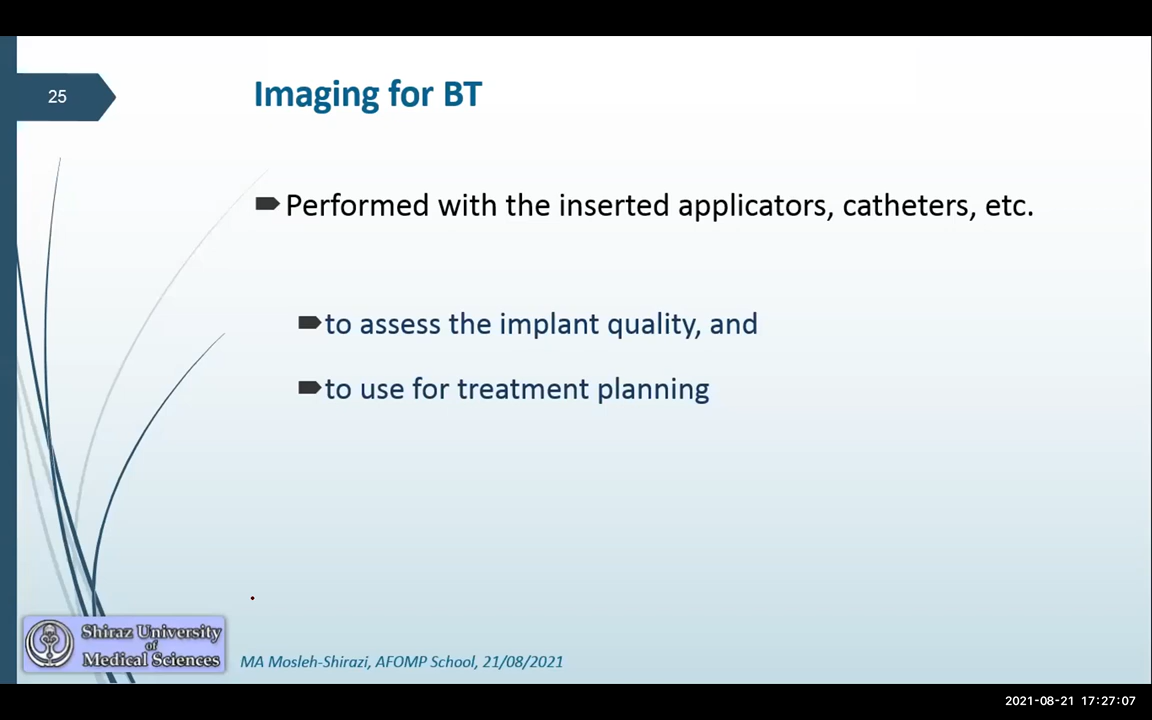 25
Imaging for BT
Performed with the inserted applicators, catheters, etc.
to assess the implant quality, and
to use for treatment planning
Shiraz University
of
Medical Sciences
MA Mosleh-Shirazi, AFOMP School, 21/08/2021
2021-08-21 17:27:07